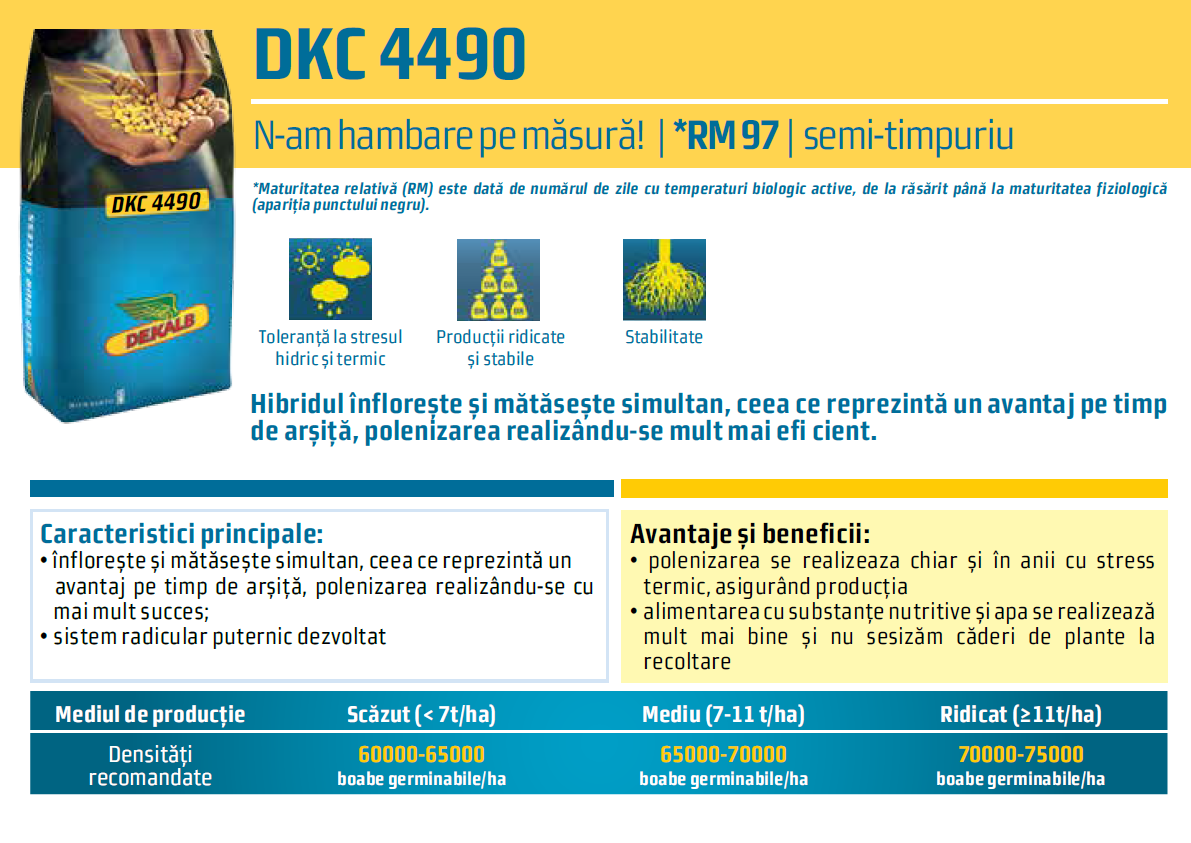 DKC 4490
N-am hambare pe măsură! | *RM 97 | semi-timpuriu
*Maturitatea relativă (RM) este dată de numărul de zile cu temperaturi biologic active, de la răsărit până la maturitatea fiziologică
(apariția punctului negru).
DKC 4490
SEED YOUR SUCCESS
DEKALB
MONSANTO
Toleranță la stresul
hidric și termic
Producții ridicate
și stabile
Stabilitate
Hibridul înflorește și mătăsește simultan, ceea ce reprezintă un avantaj pe timp
de arșiță, polenizarea realizându-se mult mai efi cient.
Caracteristici principale:
• înflorește și mătăsește simultan, ceea ce reprezintă un
avantaj pe timp de arșiță, polenizarea realizându-se cu
mai mult succes;
• sistem radicular puternic dezvoltat
Avantaje și beneficii:
• polenizarea se realizeaza chiar și în anii cu stress
termic, asigurând producția
• alimentarea cu substanțe nutritive și apa se realizează
mult mai bine și nu sesizăm căderi de plante la
recoltare
Mediul de producție Scăzut (< 7t/ha) Mediu (7-11 t/ha) Ridicat (≥11t/ha)
Densități 60000-65000 65000-70000 70000-75000
recomandate boabe germinabile/ha boabe germinabile/ha boabe germinabile/ha